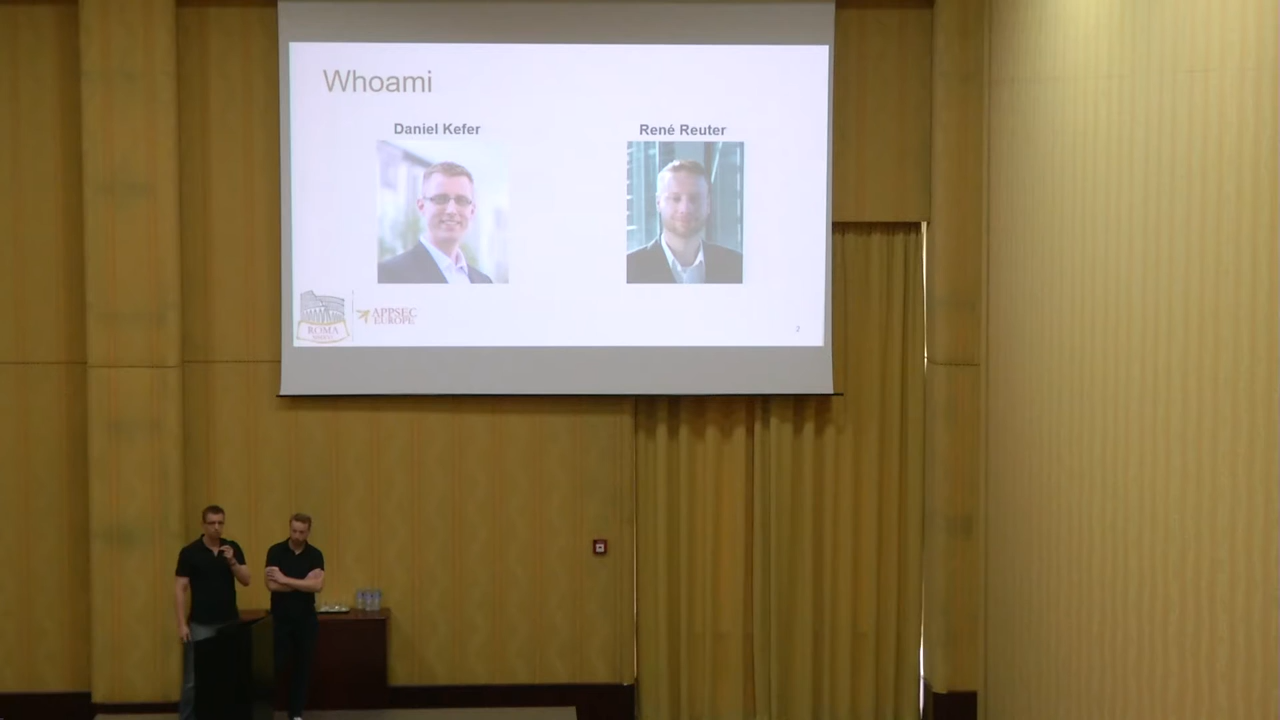 Whoami
Daniel Kefer
René Reuter
ROMA
APPSEC
EUROPE
2